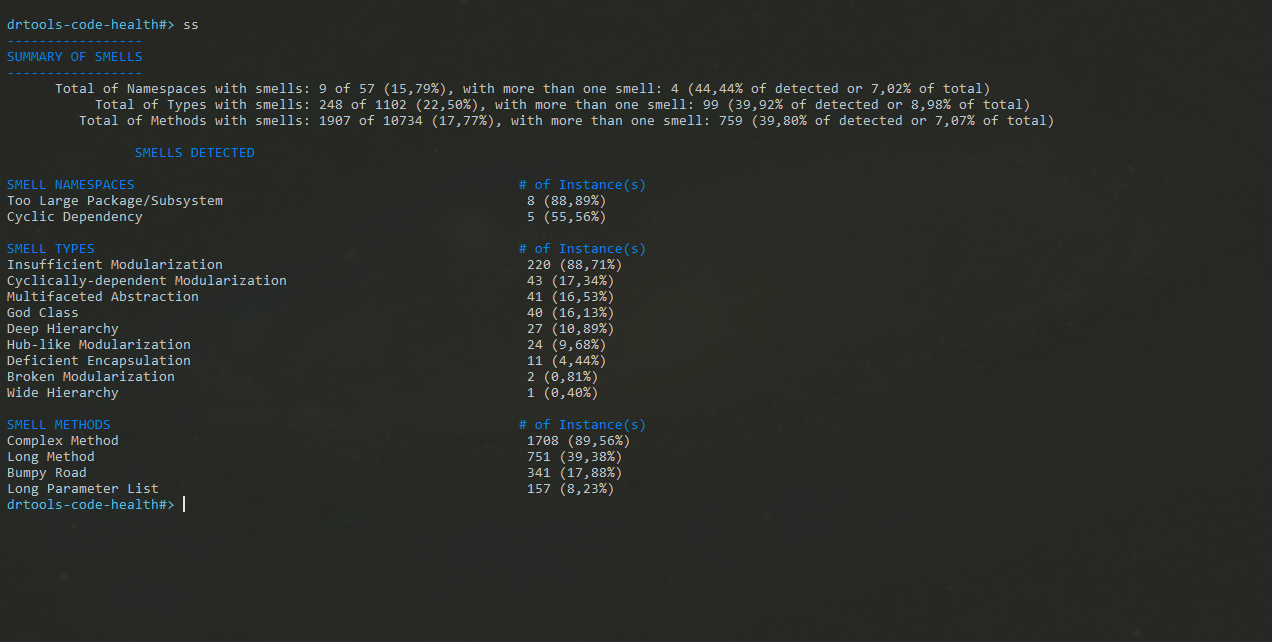 drtools-code-health#> ss
-----------------
SUMMARY OF SMELLS
-----------------
Total of Namespaces with smells: 9 of 57 (15,79%), with more than one smell: 4 (44,44% of detected or 7,02% of total)
Total of Types with smells: 248 of 1102 (22,50%), with more than one smell: 99 (39,92% of detected or 8,98% of total)
Total of Methods with smells: 1907 of 10734 (17,77%), with more than one smell: 759 (39,80% of detected or 7,07% of total)
SMELLS DETECTED
SMELL NAMESPACES # of Instance(s)
Too Large Package/Subsystem 8 (88,89%)
Cyclic Dependency 5 (55,56%)
SMELL TYPES # of Instance(s)
Insufficient Modularization 220 (88,71%)
Cyclically-dependent Modularization 43 (17,34%)
Multifaceted Abstraction 41 (16,53%)
God Class 40 (16,13%)
Deep Hierarchy 27 (10,89%)
Hub-like Modularization 24 (9,68%)
Deficient Encapsulation 11 (4,44%)
Broken Modularization 2 (0,81%)
Wide Hierarchy 1 (0,40%)
SMELL METHODS # of Instance(s)
Complex Method 1708 (89,56%)
Long Method 751 (39,38%)
Bumpy Road 341 (17,88%)
Long Parameter List 157 (8,23%)
drtools-code-health#>